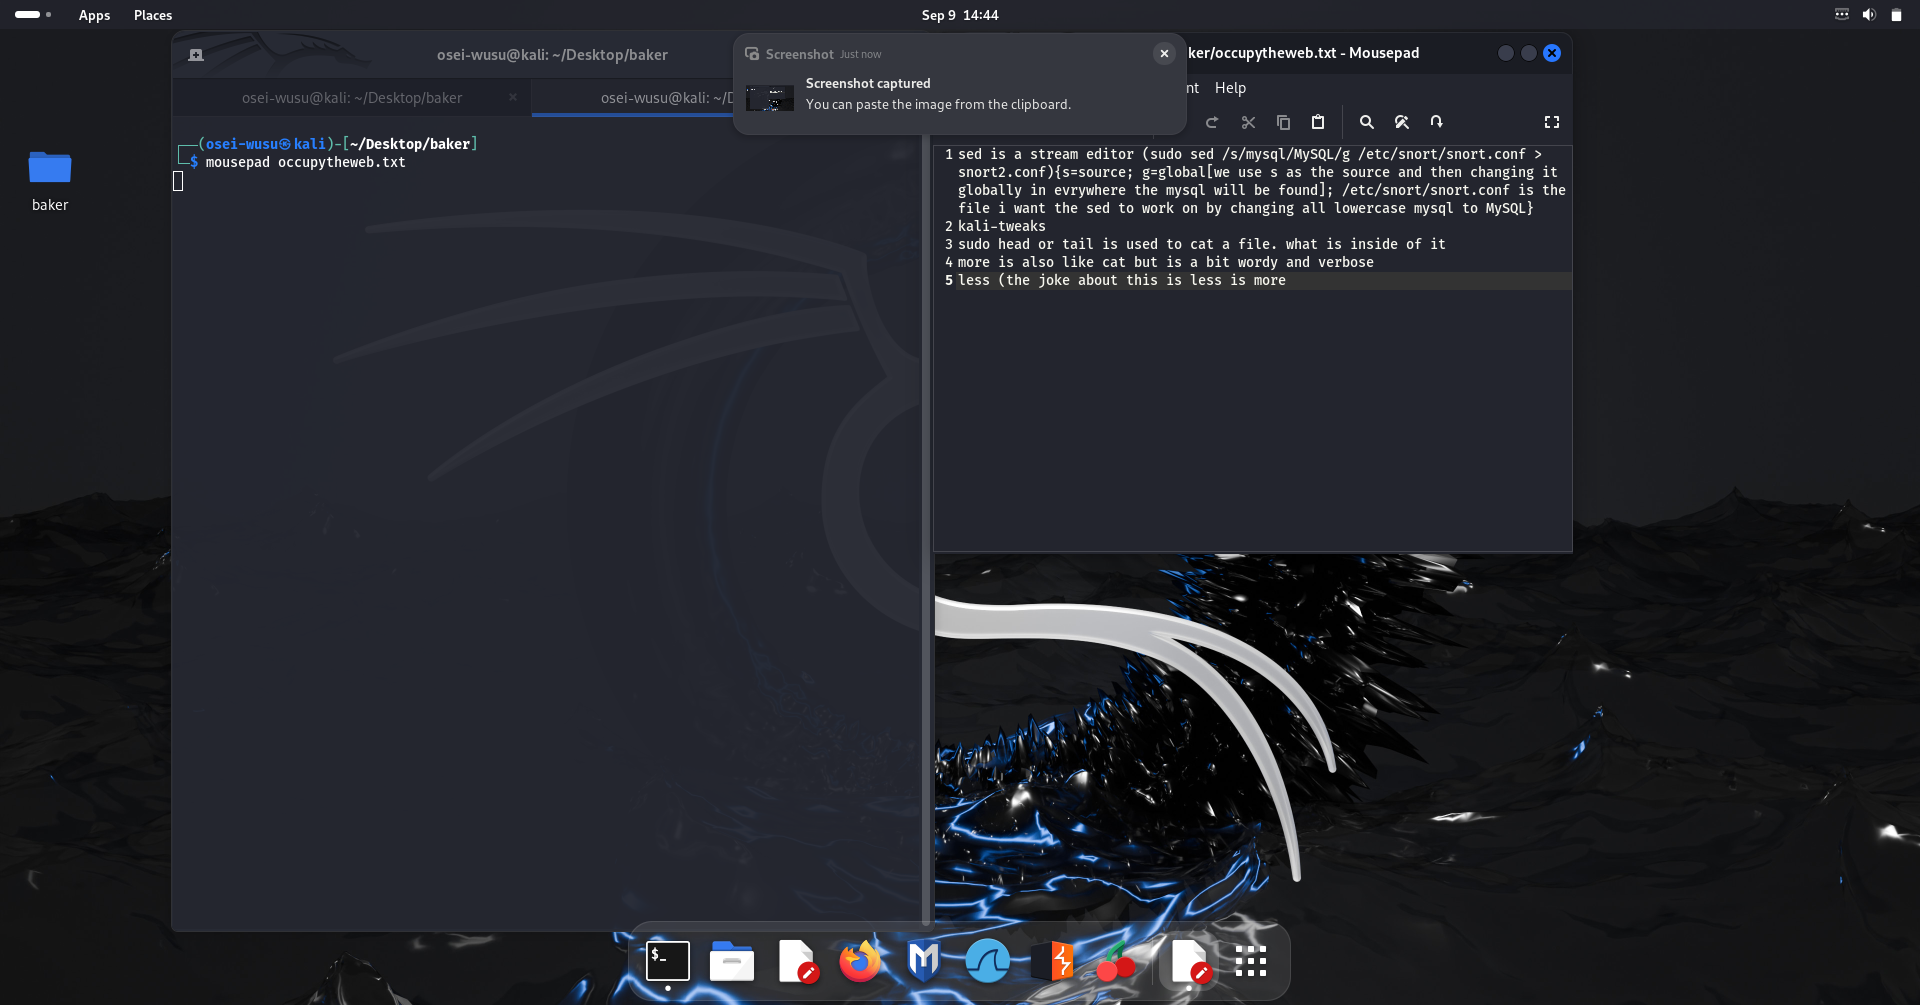 Apps Places Sep 9 14:44
osei-wusu@kali: ~/Desktop/baker
Screenshot Just now
Screenshot captured
You can paste the image from the clipboard.
ker/occupytheweb.txt - Mousepad
nt Help
osei-wusu@kali: ~/Desktop/baker × osei-wusu@kali: ~/D
┌──(osei-wusu㉿kali)-[~/Desktop/baker]
└─$ mousepad occupytheweb.txt
baker
1 sed is a stream editor (sudo sed /s/mysql/MySQL/g /etc/snort/snort.conf >
snort2.conf){s=source; g=global[we use s as the source and then changing it
globally in evrywhere the mysql will be found]; /etc/snort/snort.conf is the
file i want the sed to work on by changing all lowercase mysql to MySQL}
2 kali-tweaks
3 sudo head or tail is used to cat a file. what is inside of it
4 more is also like cat but is a bit wordy and verbose
5 less (the joke about this is less is more
$_